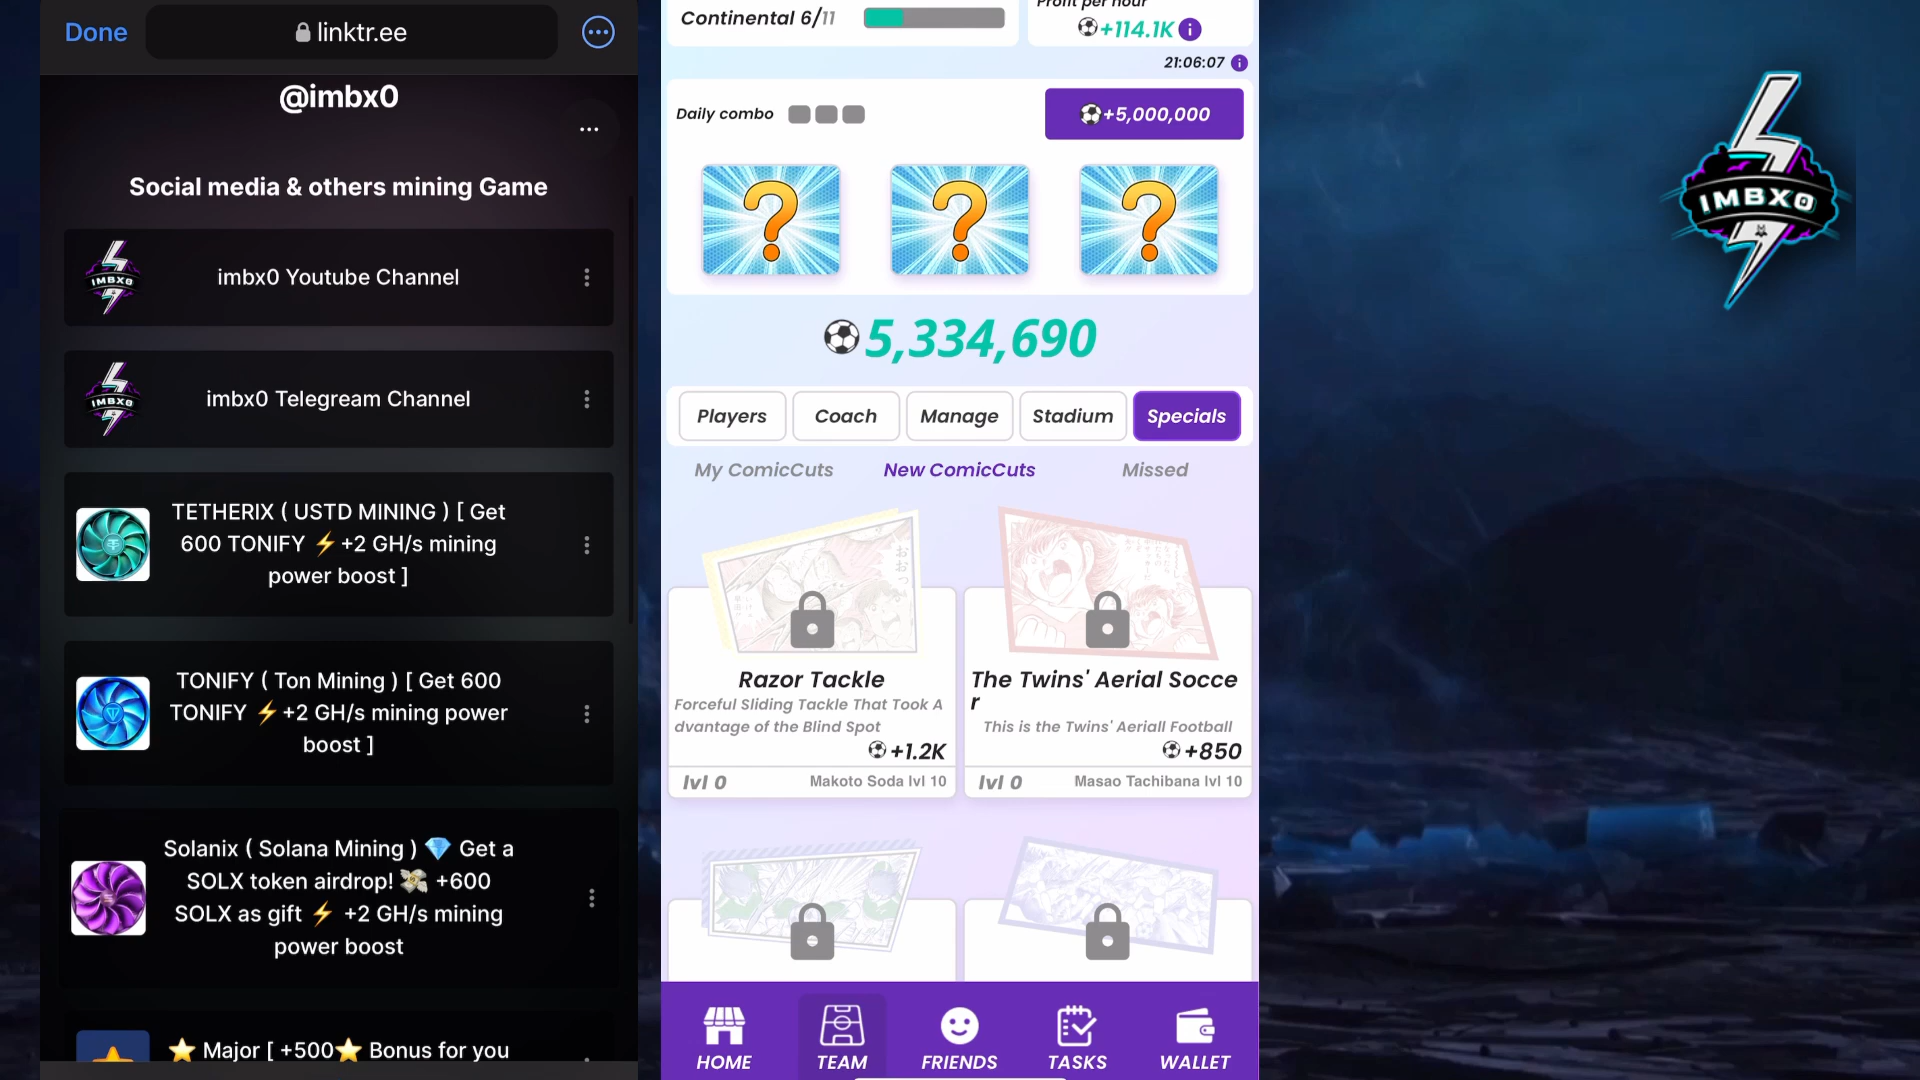 Done
linktr.ee
@imbx0
Social media & others mining Game
IMBX0
imbx0 Youtube Channel
IMBX0
imbx0 Telegream Channel
TETHERIX ( USTD MINING ) [ Get
600 TONIFY ⚡+2 GH/s mining
power boost ]
TONIFY ( Ton Mining ) [ Get 600
TONIFY ⚡+2 GH/s mining power
boost ]
Solanix ( Solana Mining ) 💎 Get a
SOLX token airdrop! 💸 +600
SOLX as gift ⚡ +2 GH/s mining
power boost
⭐ Major [ +500⭐ Bonus for you
Continental 6/11
Profit per hour
+114.1K
21:06:07
Daily combo
+5,000,000
5,334,690
Players
Coach
Manage
Stadium
Specials
My ComicCuts
New ComicCuts
Missed
Razor Tackle
Forceful Sliding Tackle That Took A
dvantage of the Blind Spot
+1.2K
lvl 0
Makoto Soda lvl 10
The Twins' Aerial Socce
r
This is the Twins' Aeriall Football
+850
lvl 0
Masao Tachibana lvl 10
HOME
TEAM
FRIENDS
TASKS
WALLET
IMBX0